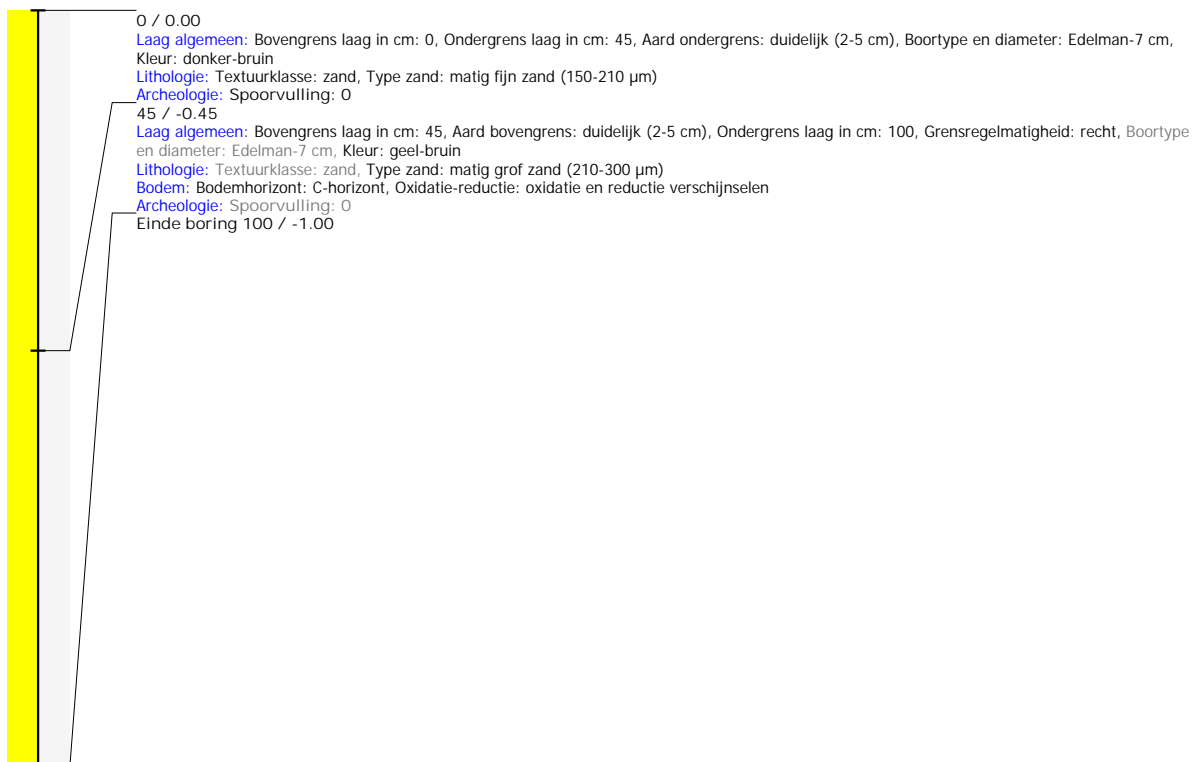 0 / 0.00
Laag algemeen: Bovengrens laag in cm: 0, Ondergrens laag in cm: 45, Aard ondergrens: duidelijk (2-5 cm), Boortype en diameter: Edelman-7 cm,
Kleur: donker-bruin
Lithologie: Textuurklasse: zand, Type zand: matig fijn zand (150-210 µm)
Archeologie: Spoorvulling: 0
45 / -0.45
Laag algemeen: Bovengrens laag in cm: 45, Aard bovengrens: duidelijk (2-5 cm), Ondergrens laag in cm: 100, Grensregelmatigheid: recht, Boortype
en diameter: Edelman-7 cm, Kleur: geel-bruin
Lithologie: Textuurklasse: zand, Type zand: matig grof zand (210-300 µm)
Bodem: Bodemhorizont: C-horizont, Oxidatie-reductie: oxidatie en reductie verschijnselen
Archeologie: Spoorvulling: 0
Einde boring 100 / -1.00